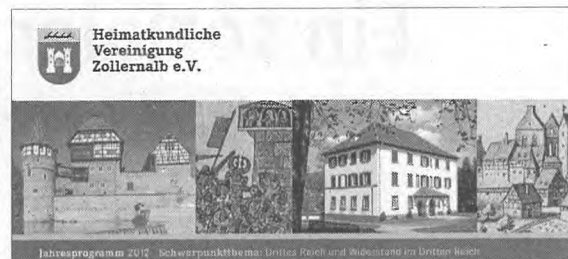 Heimatkundliche
Vereinigung
Zollernalb e.V.
Jahresprogramm 2012 Schwerpunktthema: Drittes Reich und Widerstand im Dritten Reich